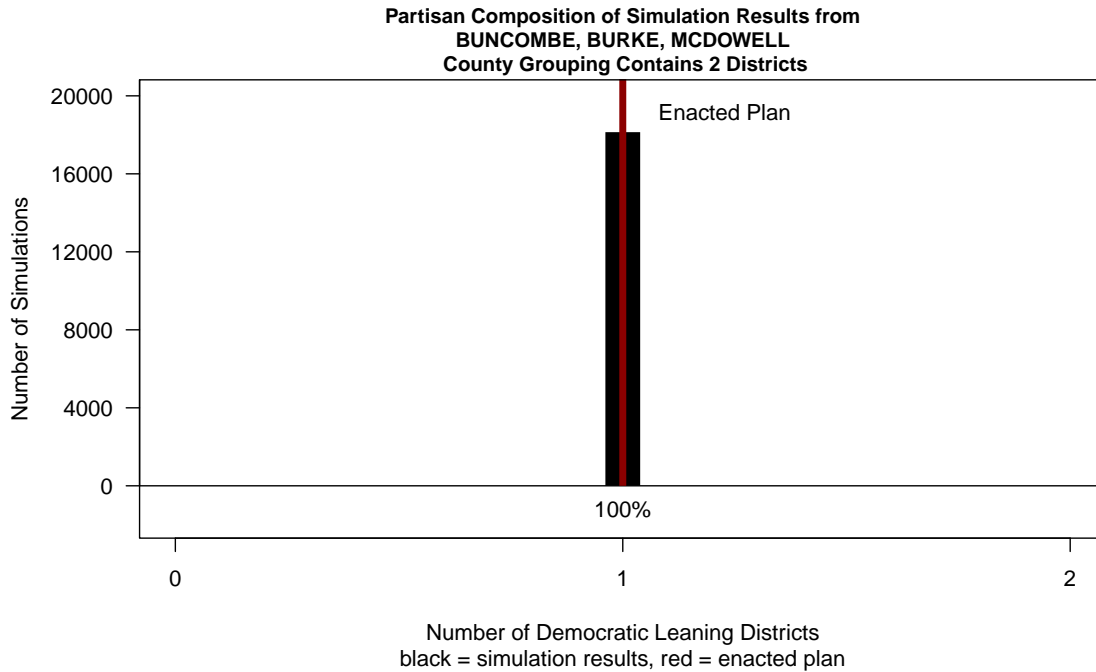 Partisan Composition of Simulation Results from
BUNCOMBE, BURKE, MCDOWELL
County Grouping Contains 2 Districts
20000
Enacted Plan
16000
12000
8000
4000
0
Number of Simulations
100%
0 1 2
Number of Democratic Leaning Districts
black = simulation results, red = enacted plan